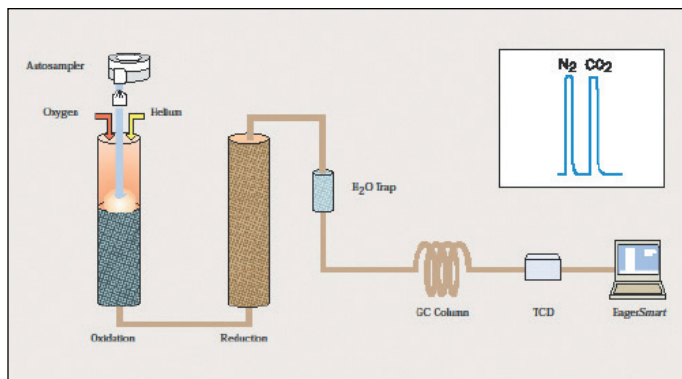 Autosampler
Oxygen
Helium
N2 CO2
H2O Trap
Oxidation
Reduction
GC Column
TCD
EagerSmart